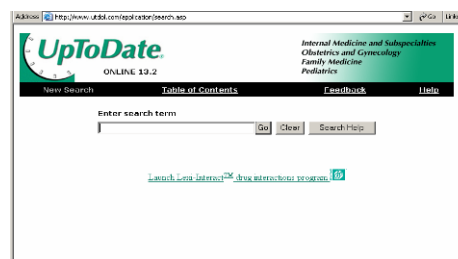 Address http://www.utdol.com/application/search.asp Go Links
UpToDate®
ONLINE 13.2
Internal Medicine and Subspecialties
Obstetrics and Gynecology
Family Medicine
Pediatrics
New Search Table of Contents Feedback Help
Enter search term
Go Clear Search Help
Launch Lexi-Interact™ drug interactions program